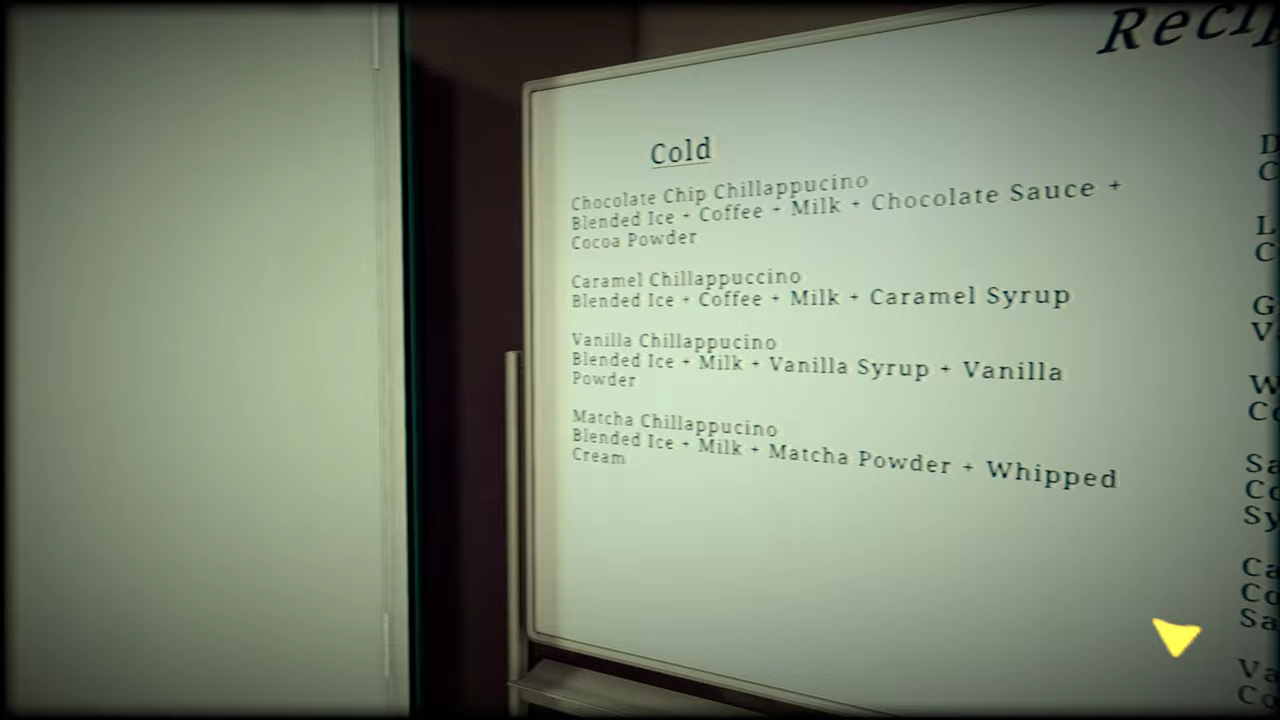 Cold
Chocolate Chip Chillappucino
Blended Ice + Coffee + Milk + Chocolate Sauce +
Cocoa Powder
Caramel Chillappuccino
Blended Ice + Coffee + Milk + Caramel Syrup
Vanilla Chillappucino
Blended Ice + Milk + Vanilla Syrup + Vanilla
Powder
Matcha Chillappucino
Blended Ice + Milk + Matcha Powder + Whipped
Cream